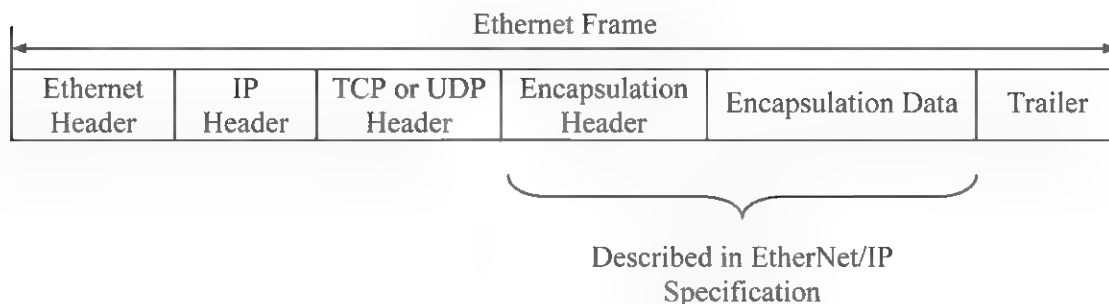 Ethernet Frame
Ethernet
Header
IP
Header
TCP or UDP
Header
Encapsulation
Header
Encapsulation Data
Trailer
Described in EtherNet/IP
Specification